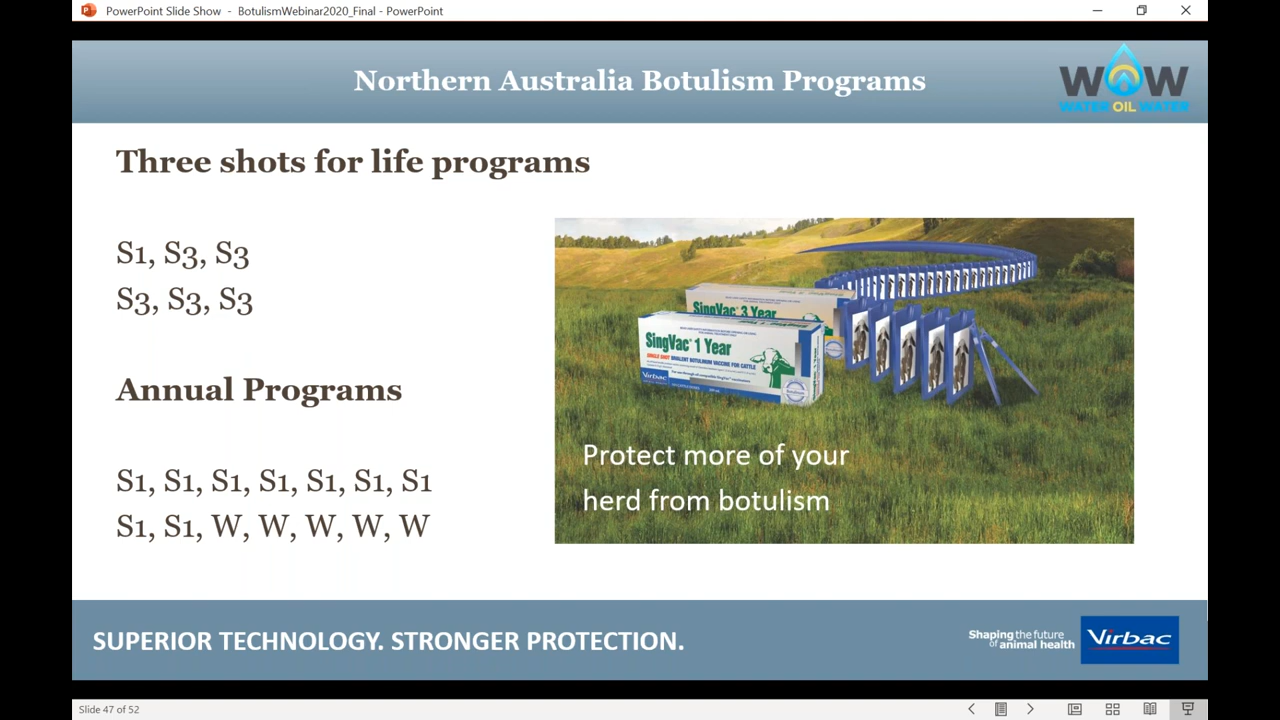 PowerPoint Slide Show - BotulismWebinar2020_Final - PowerPoint
Northern Australia Botulism Programs
WOW
WATER OIL WATER
Three shots for life programs
S1, S3, S3
S3, S3, S3
Annual Programs
S1, S1, S1, S1, S1, S1, S1
S1, S1, W, W, W, W, W
SingVac® 3 Year
SingVac® 1 Year
SINGLE SHOT BIVALENT BOTULINUM VACCINE FOR CATTLE
Virbac
Protect more of your
herd from botulism
SUPERIOR TECHNOLOGY. STRONGER PROTECTION.
Shaping the future
of animal health
Virbac
Slide 47 of 52